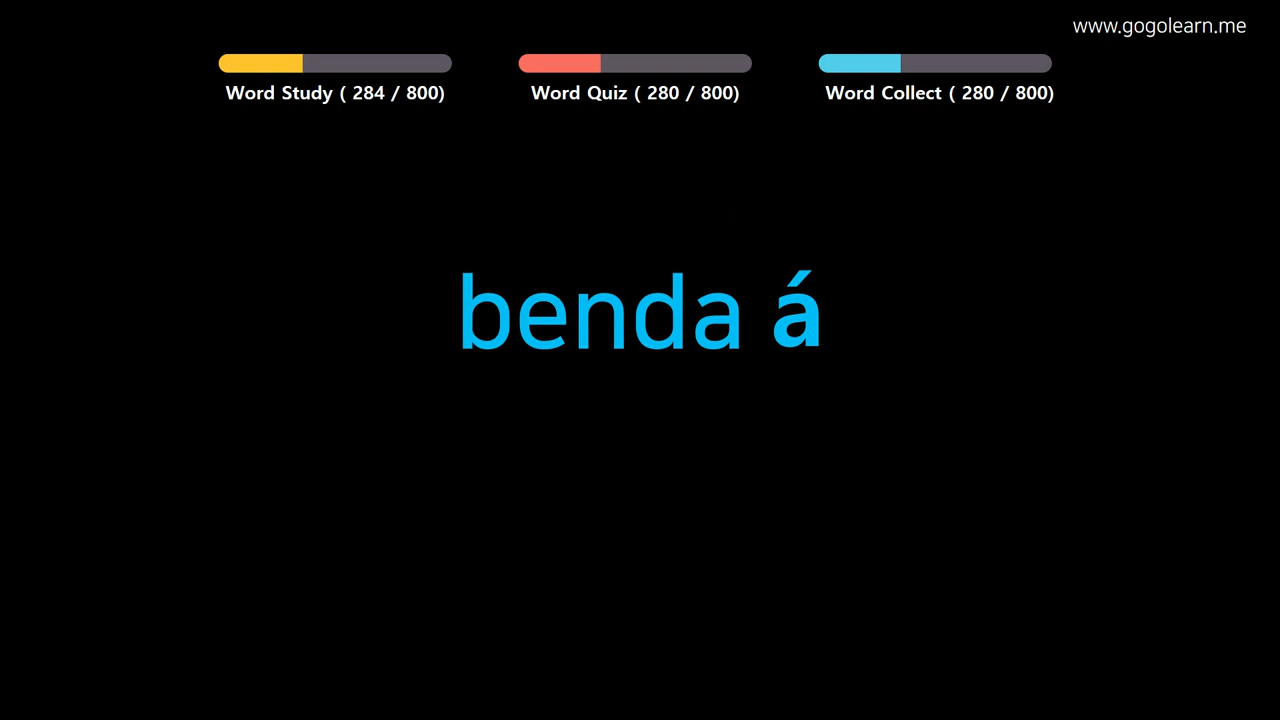 www.gogolearn.me
Word Study ( 284 / 800)
Word Quiz ( 280 / 800)
Word Collect ( 280 / 800)
benda á